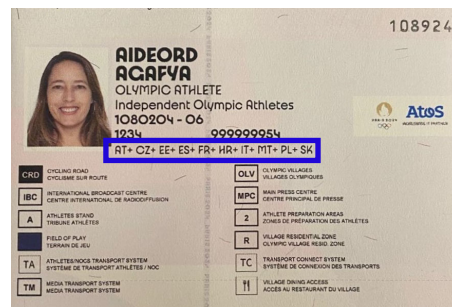 108924
AIDEORD
AGAFYA
OLYMPIC ATHLETE
Independent Olympic Athletes
1080204 - 06
1234 999999954
AT+ CZ+ EE+ ES+ FR+ HR+ IT+ MT+ PL+ SK
Atos
CRD CYCLING ROAD
CYCLISME SUR ROUTE
IBC INTERNATIONAL BROADCAST CENTRE
CENTRE INTERNATIONAL DE RADIODIFFUSION
A ATHLETES STAND
TRIBUNE ATHLÈTES
FIELD OF PLAY
TERRAIN DE JEU
TA ATHLETES/NOCS TRANSPORT SYSTEM
SYSTÈME DE TRANSPORT ATHLÈTES / NOC
TM MEDIA TRANSPORT SYSTEM
MEDIA TRANSPORT SYSTEM
OLV OLYMPIC VILLAGES
VILLAGES OLYMPIQUES
MPC MAIN PRESS CENTRE
CENTRE PRINCIPAL DE PRESSE
2 ATHLETE PREPARATION AREAS
ZONES DE PRÉPARATION DES ATHLÈTES
R VILLAGE RESIDENTIAL ZONE
OLYMPIC VILLAGE RESID. ZONE
TC TRANSPORT CONNECT SYSTEM
SYSTÈME DE CONNEXION DES TRANSPORTS
VILLAGE DINING ACCESS
ACCÈS AU RESTAURANT DU VILLAGE